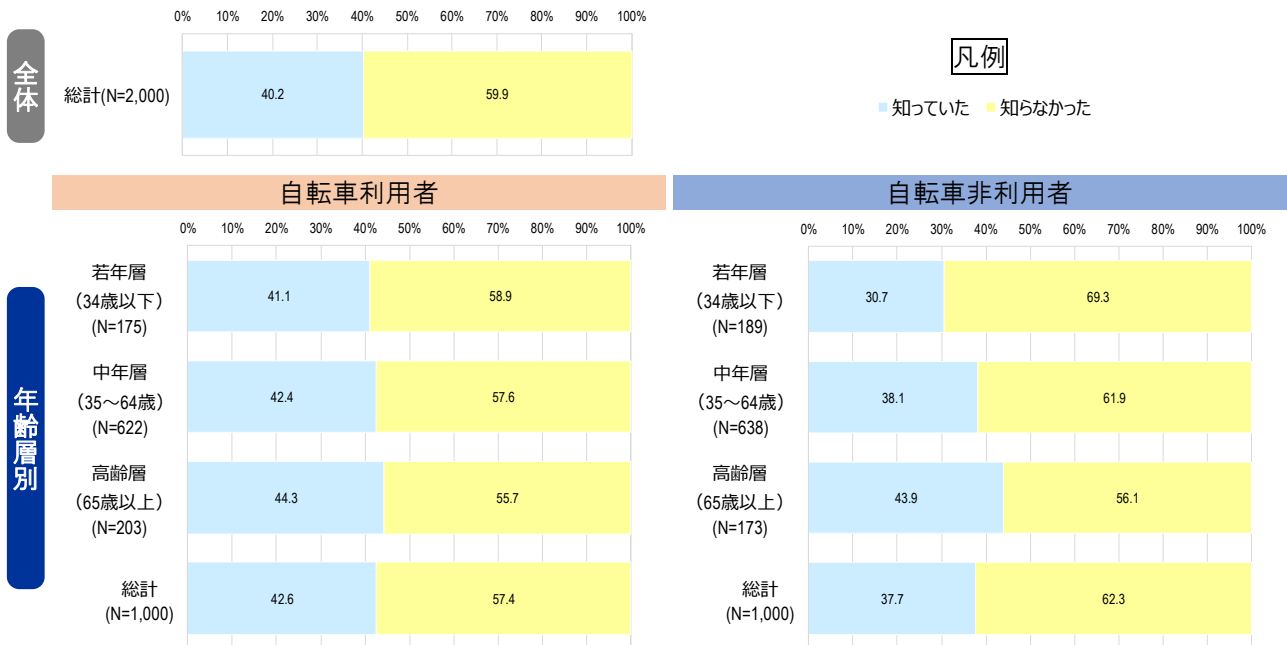 0% 10% 20% 30% 40% 50% 60% 70% 80% 90% 100%
全体
総計(N=2,000)
40.2 59.9
凡例
知っていた 知らなかった
自転車利用者
自転車非利用者
年齢層別
0% 10% 20% 30% 40% 50% 60% 70% 80% 90% 100%
若年層
（34歳以下）
(N=175)
41.1 58.9
中年層
（35～64歳）
(N=622)
42.4 57.6
高齢層
（65歳以上）
(N=203)
44.3 55.7
総計
(N=1,000)
42.6 57.4
0% 10% 20% 30% 40% 50% 60% 70% 80% 90% 100%
若年層
（34歳以下）
(N=189)
30.7 69.3
中年層
（35～64歳）
(N=638)
38.1 61.9
高齢層
（65歳以上）
(N=173)
43.9 56.1
総計
(N=1,000)
37.7 62.3